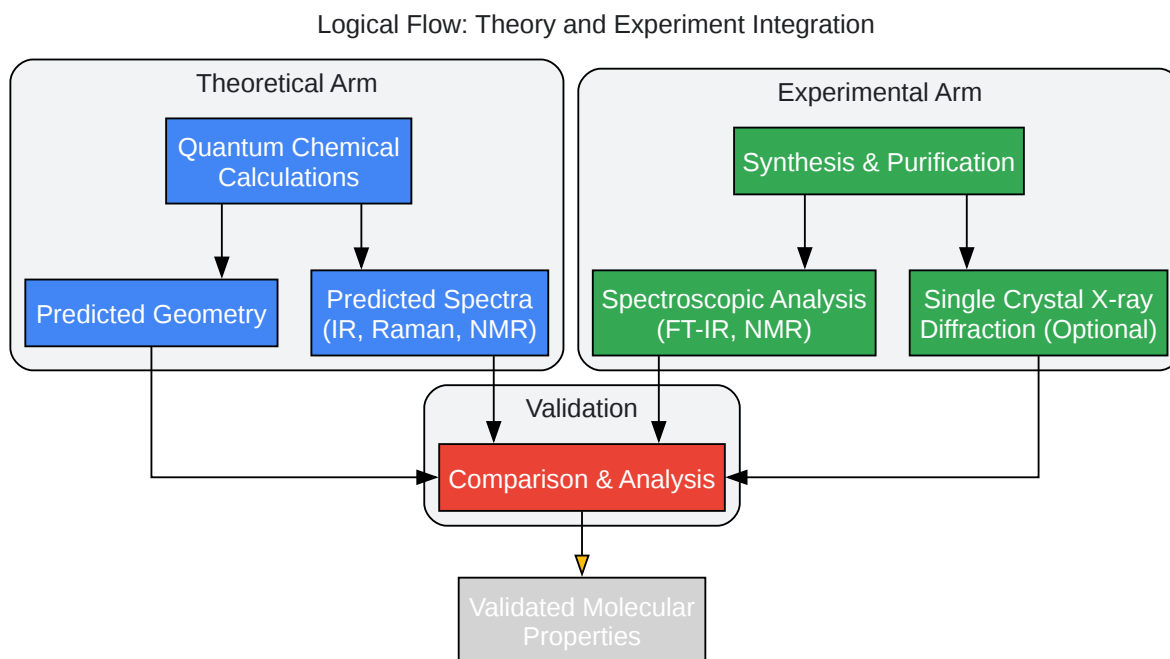 Logical Flow: Theory and Experiment Integration
Theoretical Arm
Quantum Chemical
Calculations
Predicted Geometry
Predicted Spectra
(IR, Raman, NMR)
Experimental Arm
Synthesis & Purification
Spectroscopic Analysis
(FT-IR, NMR)
Single Crystal X-ray
Diffraction (Optional)
Validation
Comparison & Analysis
Validated Molecular
Properties